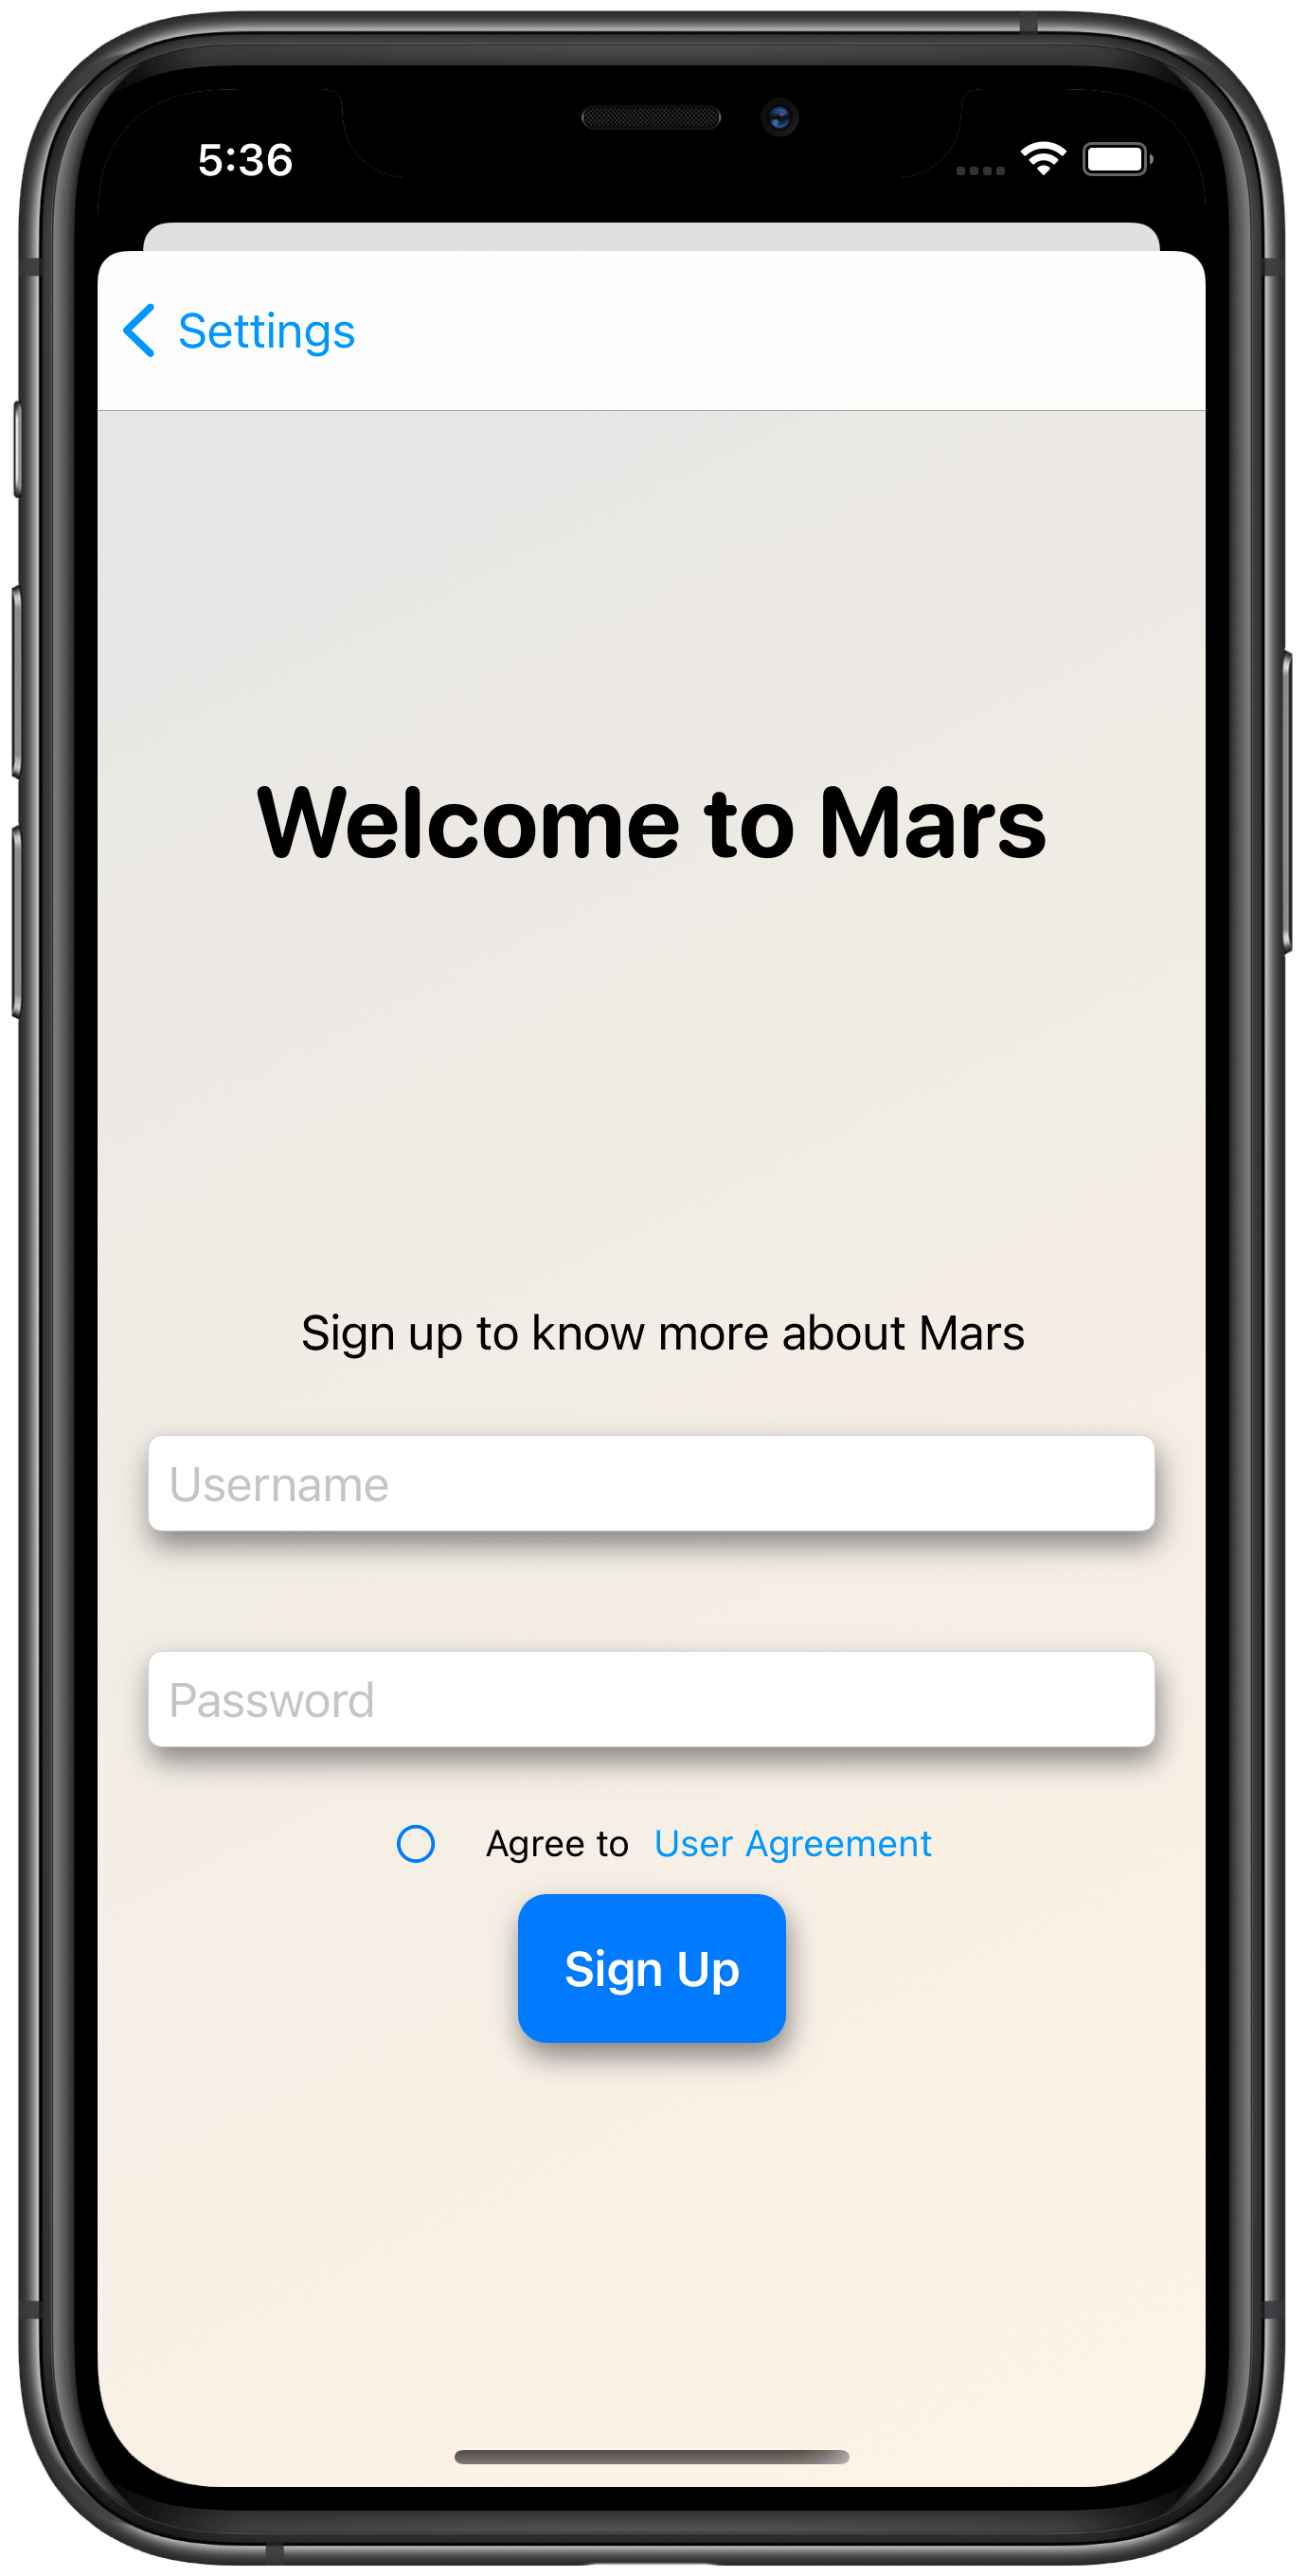 5:36
Settings
Welcome to Mars
Sign up to know more about Mars
Username
Password
Agree to User Agreement
Sign Up